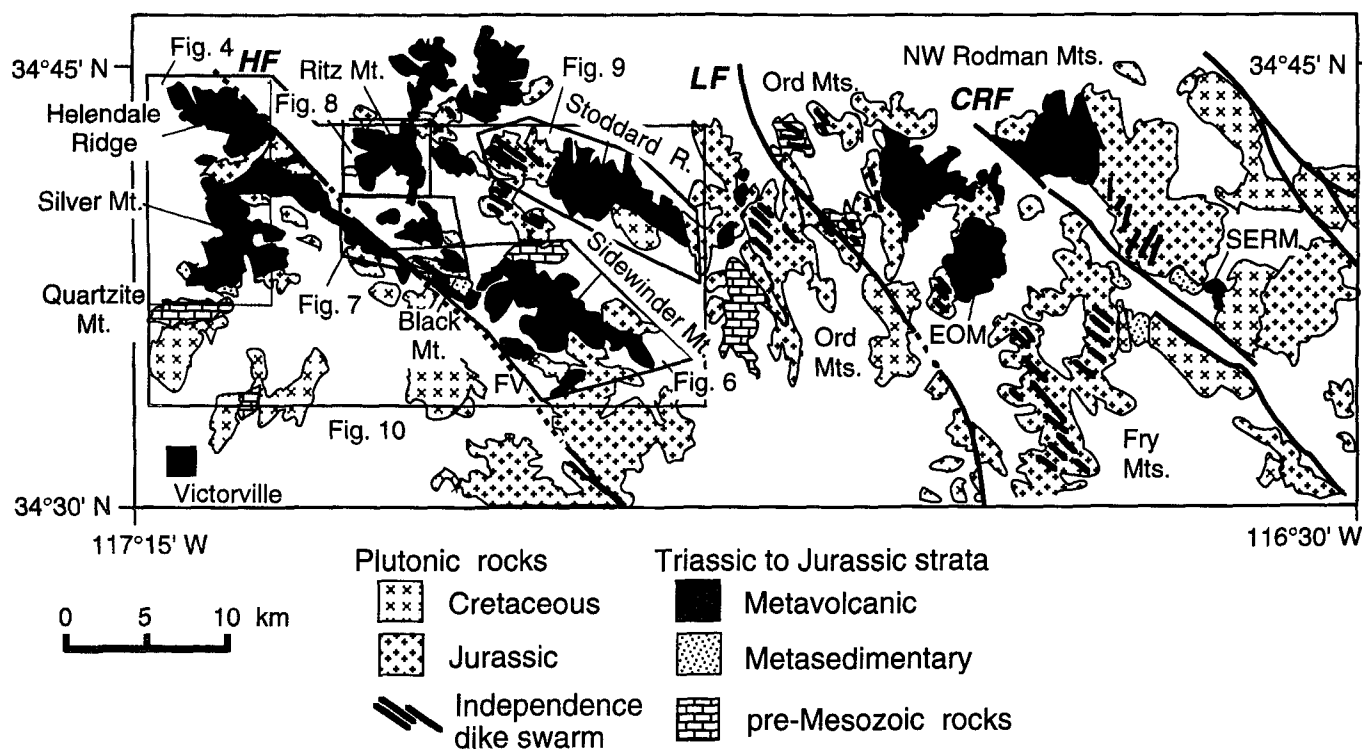 Fig. 4
HF
Ritz Mt.
Fig. 9
LF
Ord Mts.
NW Rodman Mts.
34°45' N
34°45' N
Fig. 8
CRF
Helendale
Ridge
Stoddard R.
Silver Mt.
Sidewinder Mt.
SERM
Quartzite
Mt.
Fig. 7
Black
Mt.
Ord
Mts.
EOM
FV
Fig. 6
Fig. 10
Fry
Mts.
Victorville
34°30' N
117°15' W
116°30' W
Plutonic rocks
Triassic to Jurassic strata
0 5 10 km
Cretaceous
Metavolcanic
Jurassic
Metasedimentary
Independence
dike swarm
pre-Mesozoic rocks